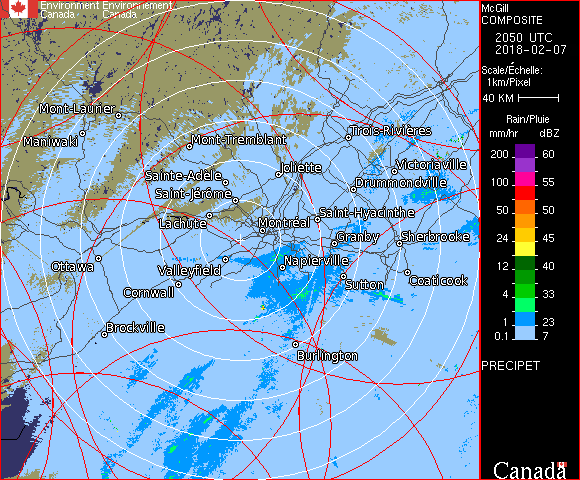 Environment Environnement
Canada Canada
McGill
COMPOSITE
2050 UTC
2018-02-07
Scale/Échelle:
1km/Pixel
40 KM
Rain/Pluie
mm/hr dBZ
200 60
100 55
50 50
24 45
12 40
4 33
1 23
0.1 7
PRECIPET
Canada
Mont-Laurier
Maniwaki
Mont-Tremblant
Trois-Rivières
Joliette
Victoriaville
Sainte-Adèle
Drummondville
Saint-Jérôme
Lachute
Saint-Hyacinthe
Montréal
Granby
Sherbrooke
Ottawa
Valleyfield
Napierville
Cornwall
Sutton
Coaticook
Brockville
Burlington